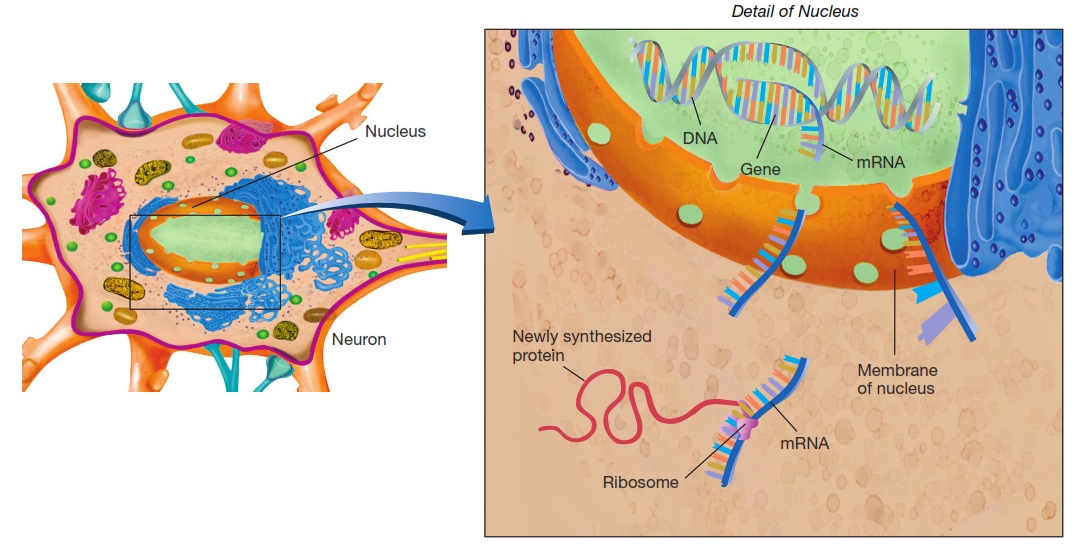 Detail of Nucleus
Nucleus
Neuron
DNA
Gene
mRNA
Newly synthesized
protein
Membrane
of nucleus
mRNA
Ribosome